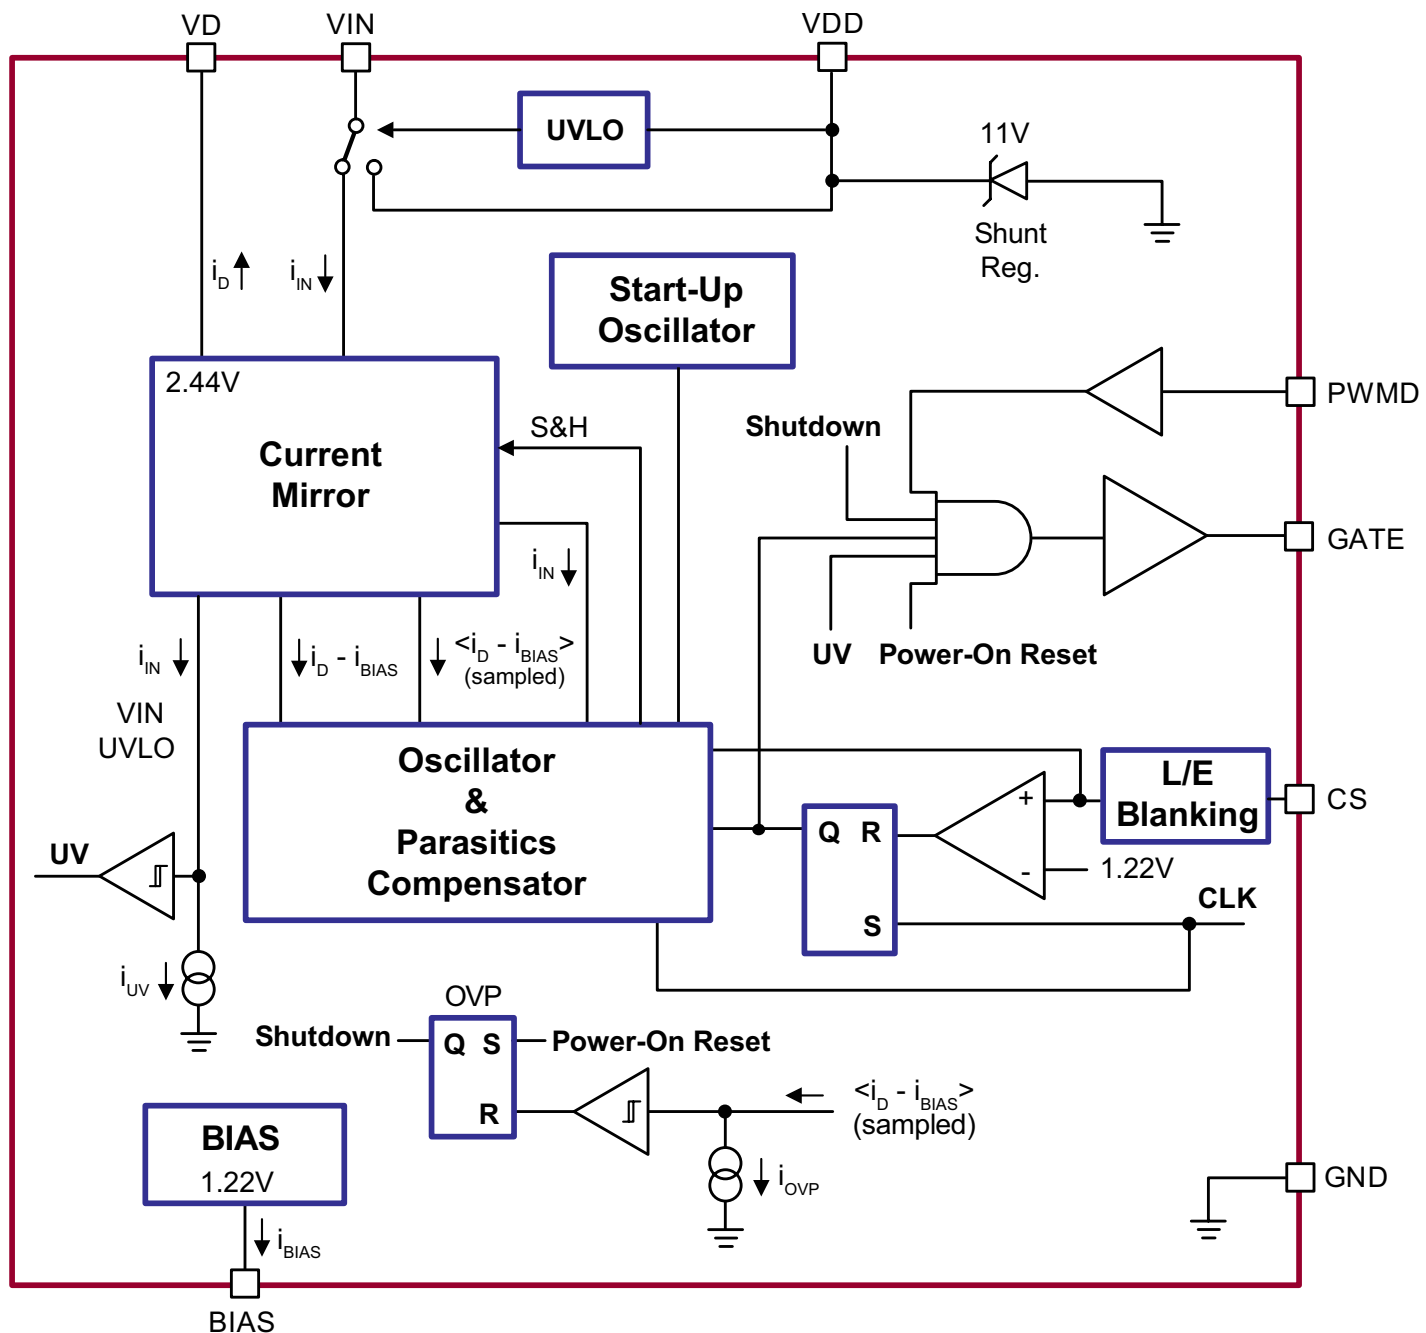 VD
VIN
VDD
UVLO
11V
Shunt
Reg.
iD
iIN
Start-Up
Oscillator
2.44V
Current
Mirror
S&H
PWMD
Shutdown
GATE
iIN
UV
Power-On Reset
iIN
iD - iBIAS
<iD - iBIAS>
(sampled)
VIN
UVLO
Oscillator
&
Parasitics
Compensator
L/E
Blanking
CS
+
-
1.22V
Q R
S
CLK
UV
iUV
OVP
Shutdown
Q S
R
Power-On Reset
<iD - iBIAS>
(sampled)
iOVP
BIAS
1.22V
iBIAS
GND
BIAS